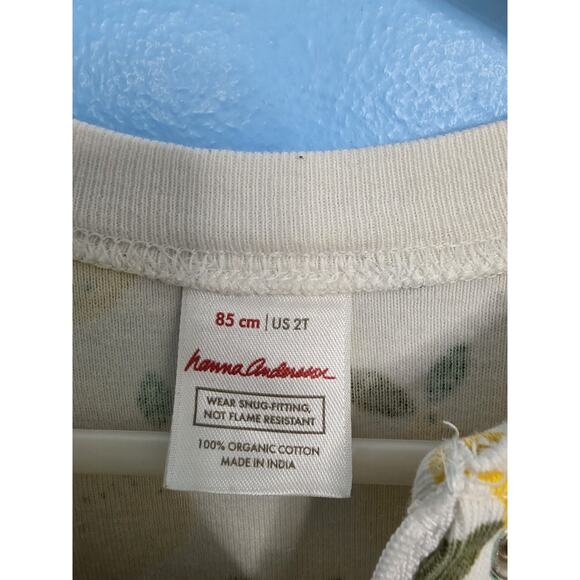 85 cm | US 2T
hanna andersson
WEAR SNUG-FITTING,
NOT FLAME RESISTANT
100% ORGANIC COTTON
MADE IN INDIA